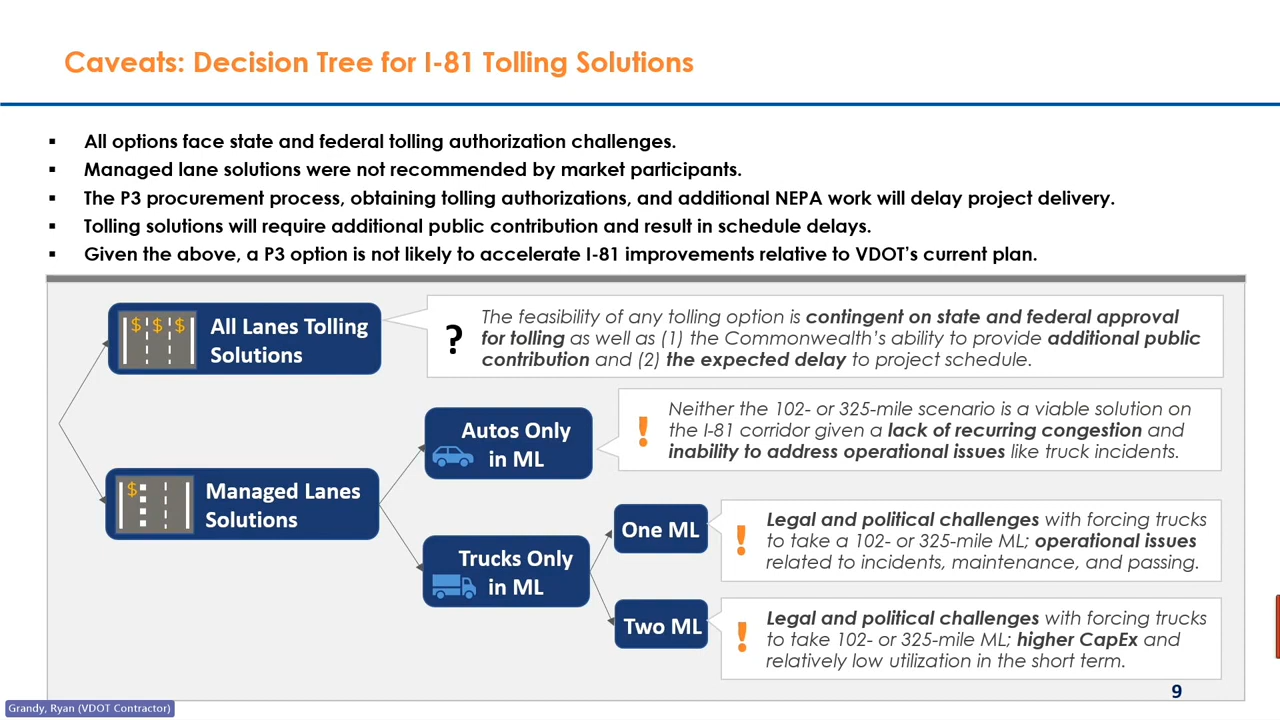 Caveats: Decision Tree for I-81 Tolling Solutions
▪ All options face state and federal tolling authorization challenges.
▪ Managed lane solutions were not recommended by market participants.
▪ The P3 procurement process, obtaining tolling authorizations, and additional NEPA work will delay project delivery.
▪ Tolling solutions will require additional public contribution and result in schedule delays.
▪ Given the above, a P3 option is not likely to accelerate I-81 improvements relative to VDOT’s current plan.
$ $ $
All Lanes Tolling
Solutions
?
The feasibility of any tolling option is contingent on state and federal approval
for tolling as well as (1) the Commonwealth’s ability to provide additional public
contribution and (2) the expected delay to project schedule.
Autos Only
in ML
!
Neither the 102- or 325-mile scenario is a viable solution on
the I-81 corridor given a lack of recurring congestion and
inability to address operational issues like truck incidents.
$
Managed Lanes
Solutions
Trucks Only
in ML
One ML
!
Legal and political challenges with forcing trucks
to take a 102- or 325-mile ML; operational issues
related to incidents, maintenance, and passing.
Two ML
!
Legal and political challenges with forcing trucks
to take 102- or 325-mile ML; higher CapEx and
relatively low utilization in the short term.
9
Grandy, Ryan (VDOT Contractor)